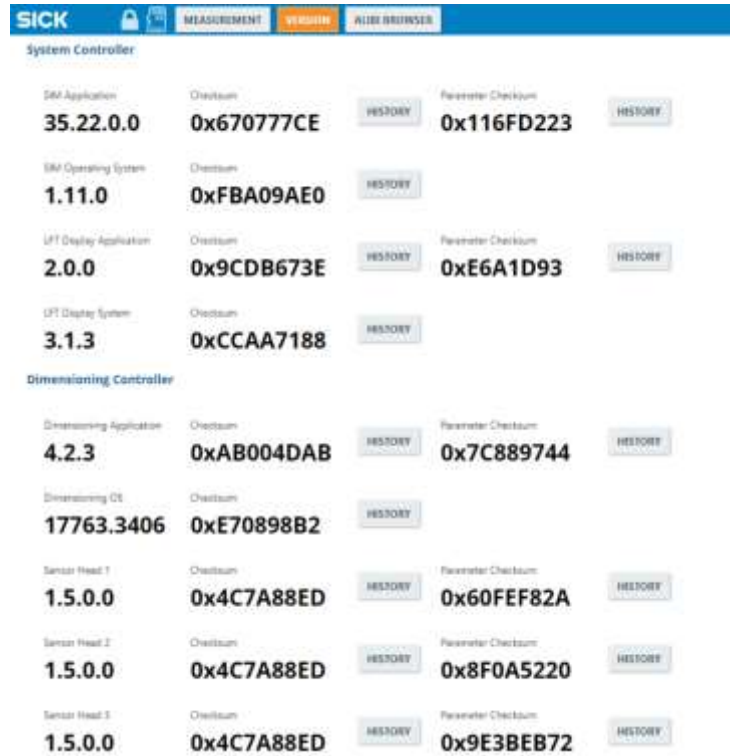 SICK MEASUREMENT VERSION ALIBI BROWSER
System Controller
SIM Application Checksum Parameter Checksum
35.22.0.0 0x670777CE HISTORY 0x116FD223 HISTORY
SIM Operating System Checksum
1.11.0 0xFBA09AE0 HISTORY
LFT Display Application Checksum Parameter Checksum
2.0.0 0x9CDB673E HISTORY 0xE6A1D93 HISTORY
LFT Display System Checksum
3.1.3 0xCCAA7188 HISTORY
Dimensioning Controller
Dimensioning Application Checksum Parameter Checksum
4.2.3 0xAB004DAB HISTORY 0x7C889744 HISTORY
Dimensioning OS Checksum
17763.3406 0xE70898B2 HISTORY
Sensor Head 1 Checksum Parameter Checksum
1.5.0.0 0x4C7A88ED HISTORY 0x60FEF82A HISTORY
Sensor Head 2 Checksum Parameter Checksum
1.5.0.0 0x4C7A88ED HISTORY 0x8F0A5220 HISTORY
Sensor Head 3 Checksum Parameter Checksum
1.5.0.0 0x4C7A88ED HISTORY 0x9E3BEB72 HISTORY